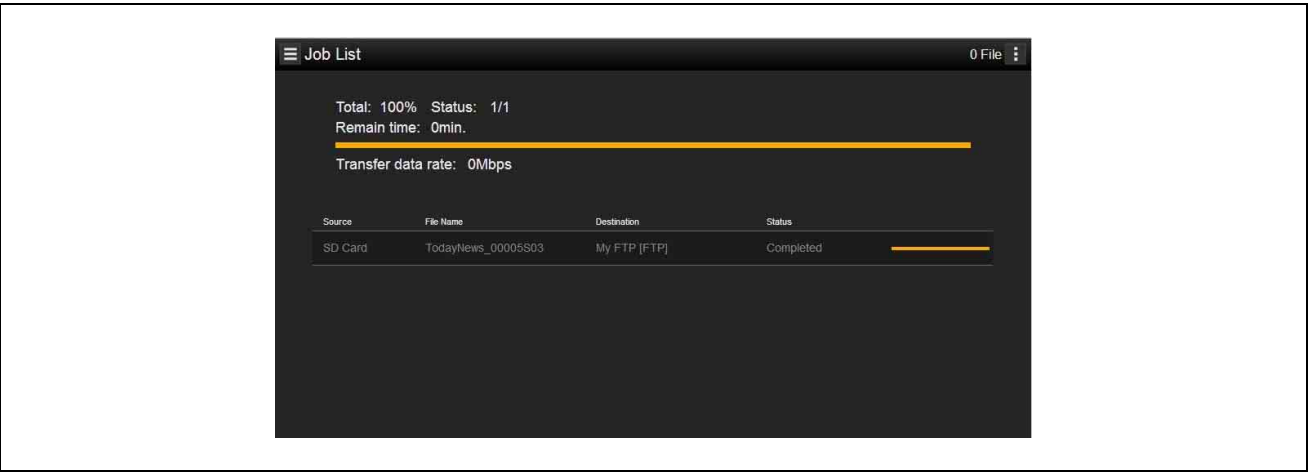 Job List 0 File
Total: 100% Status: 1/1
Remain time: 0min.
Transfer data rate: 0Mbps
Source File Name Destination Status
SD Card TodayNews_00005S03 My FTP [FTP] Completed